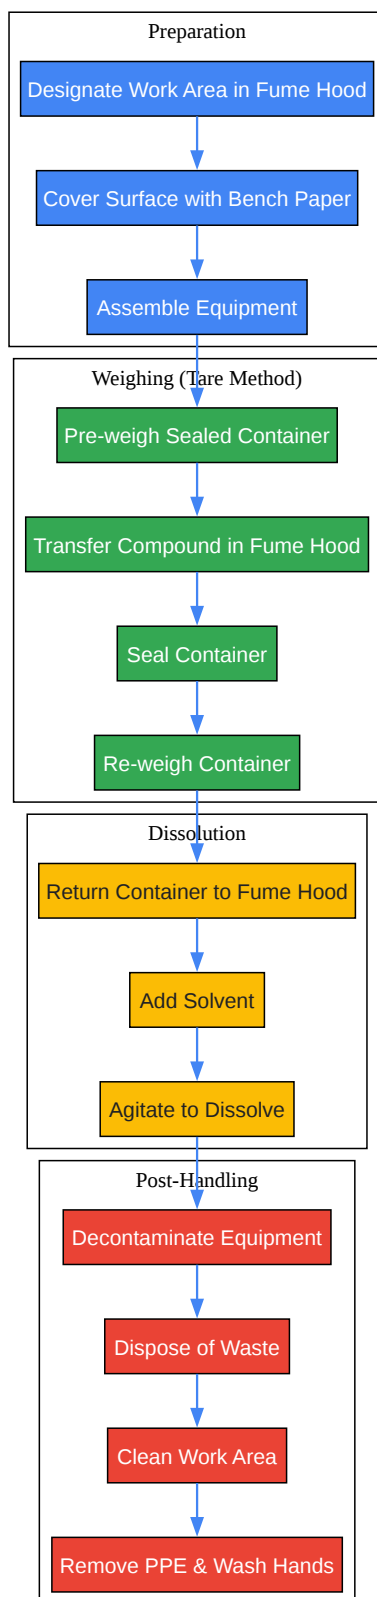 Preparation
Designate Work Area in Fume Hood
Cover Surface with Bench Paper
Assemble Equipment
Weighing (Tare Method)
Pre-weigh Sealed Container
Transfer Compound in Fume Hood
Seal Container
Re-weigh Container
Dissolution
Return Container to Fume Hood
Add Solvent
Agitate to Dissolve
Post-Handling
Decontaminate Equipment
Dispose of Waste
Clean Work Area
Remove PPE & Wash Hands